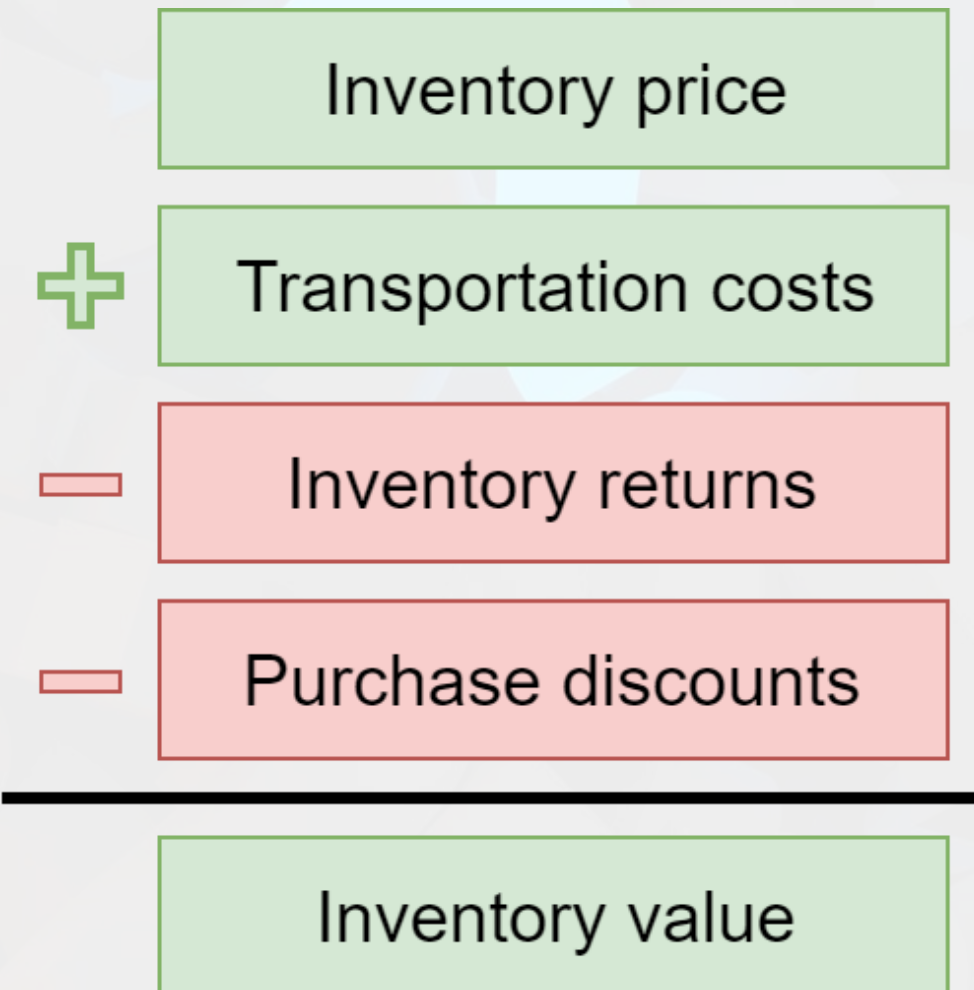 Inventory price
Transportation costs
Inventory returns
Purchase discounts
Inventory value